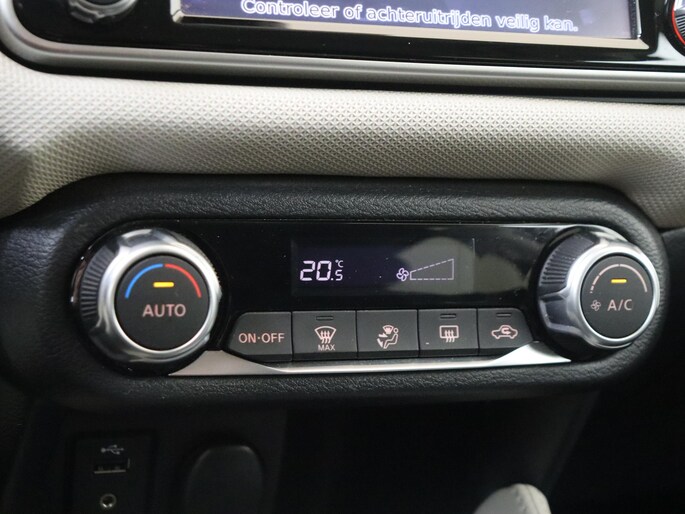 Controleer of achteruitrijden veilig kan.
20.5 °C
AUTO
A/C
ON·OFF
MAX